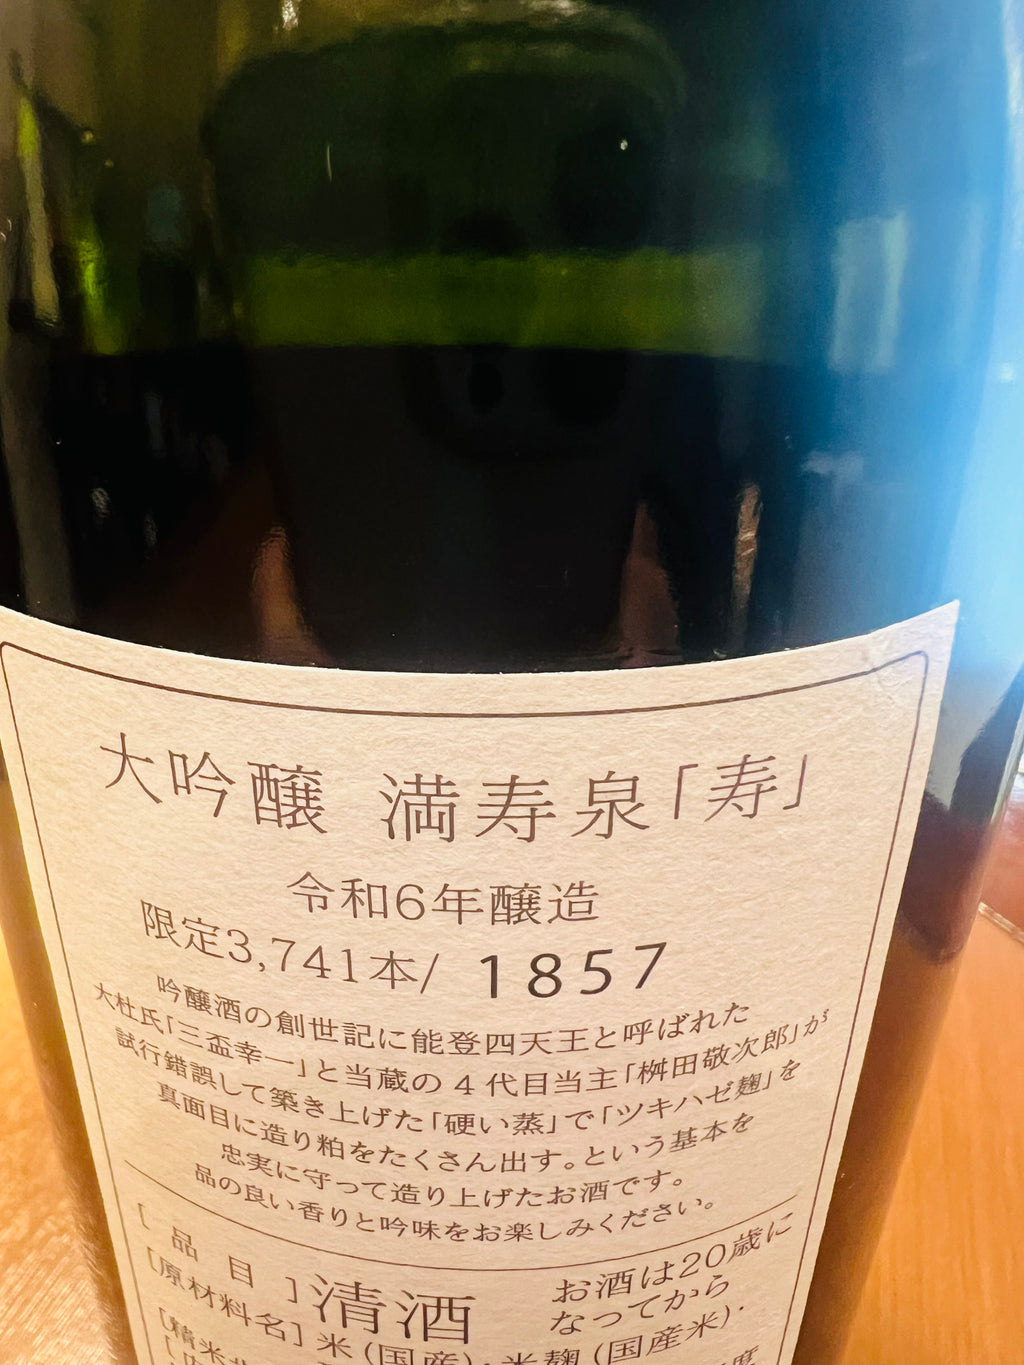 大吟醸 満寿泉「寿」
令和6年醸造
限定3,741本/ 1857
吟醸酒の創世記に能登四天王と呼ばれた
大杜氏「三盃幸一」と当蔵の4代目当主「桝田敬次郎」が
試行錯誤して築き上げた「硬い蒸」で「ツキハゼ麹」を
真面目に造り粕をたくさん出す。という基本を
忠実に守って造り上げたお酒です。
品の良い香りと吟味をお楽しみください。
[品目]清酒
お酒は20歳に
なってから
[原材料名]米(国産)・米麹(国産米)・
[精米